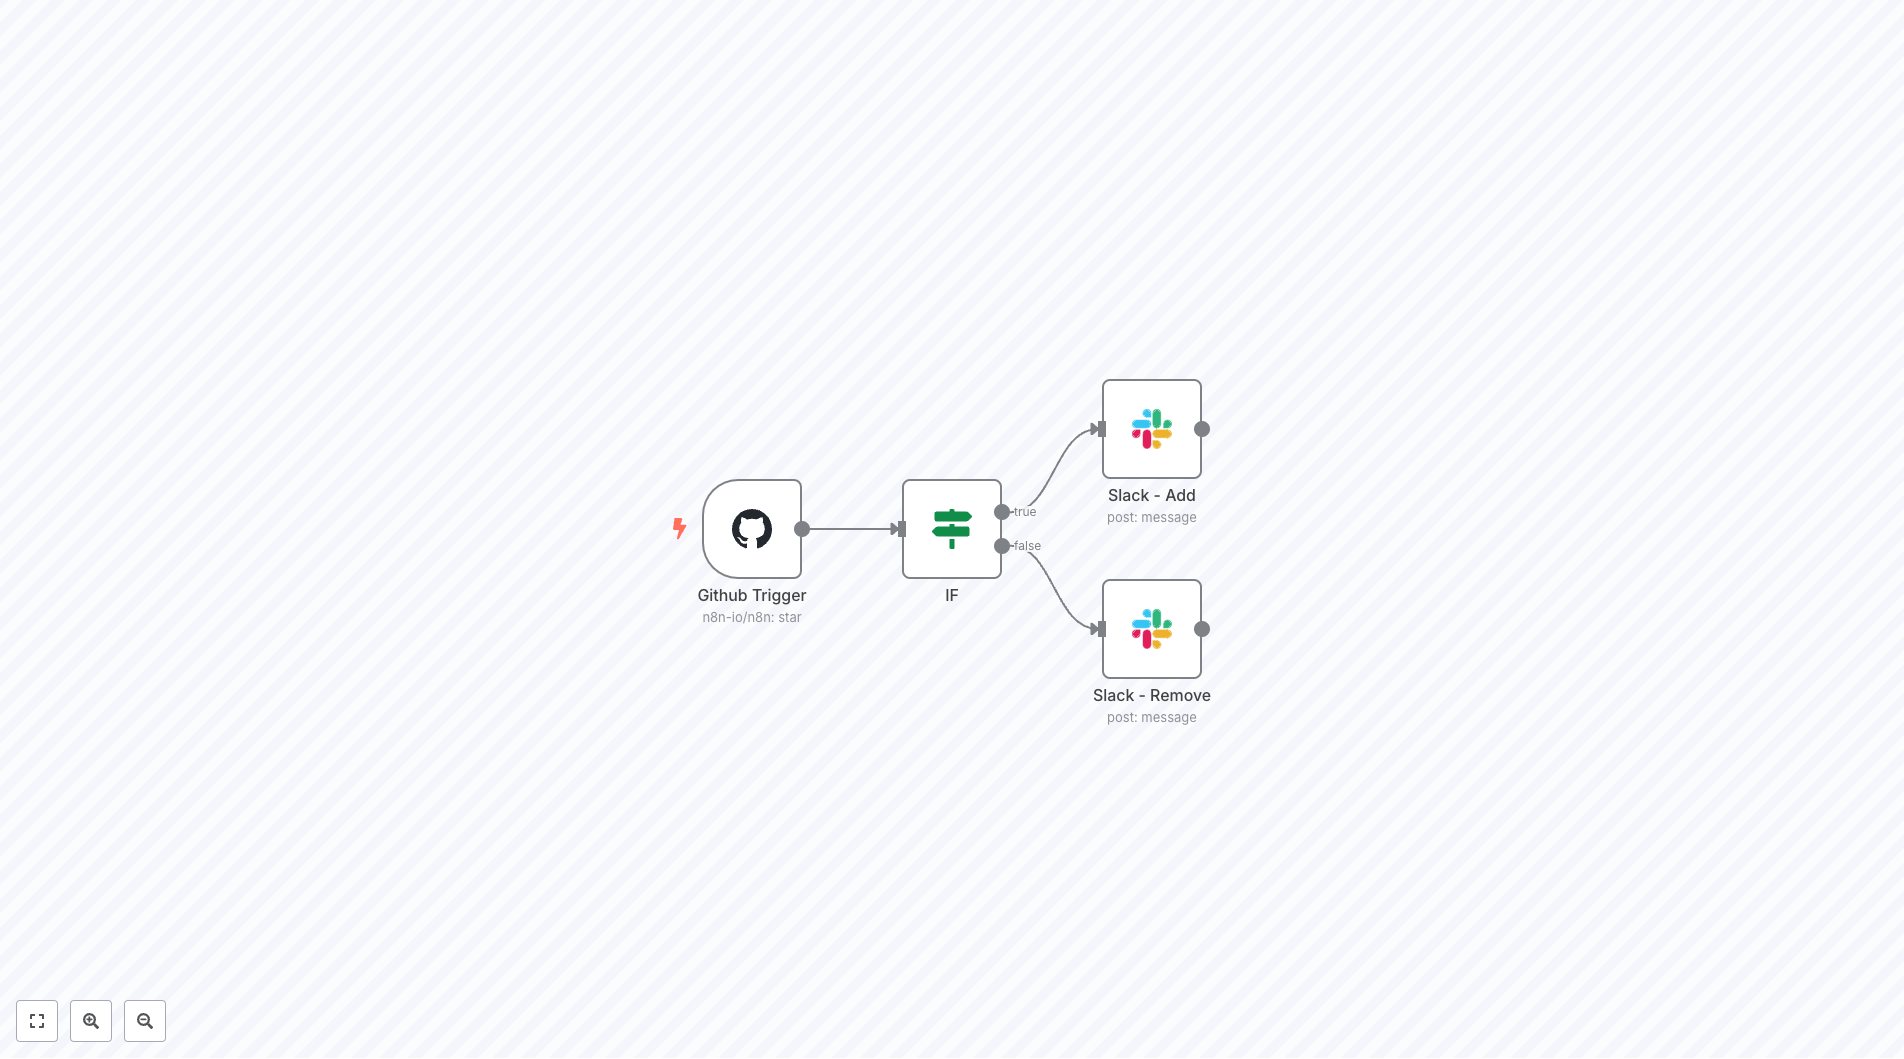 Github Trigger
n8n-io/n8n: star
IF
true
false
Slack - Add
post: message
Slack - Remove
post: message